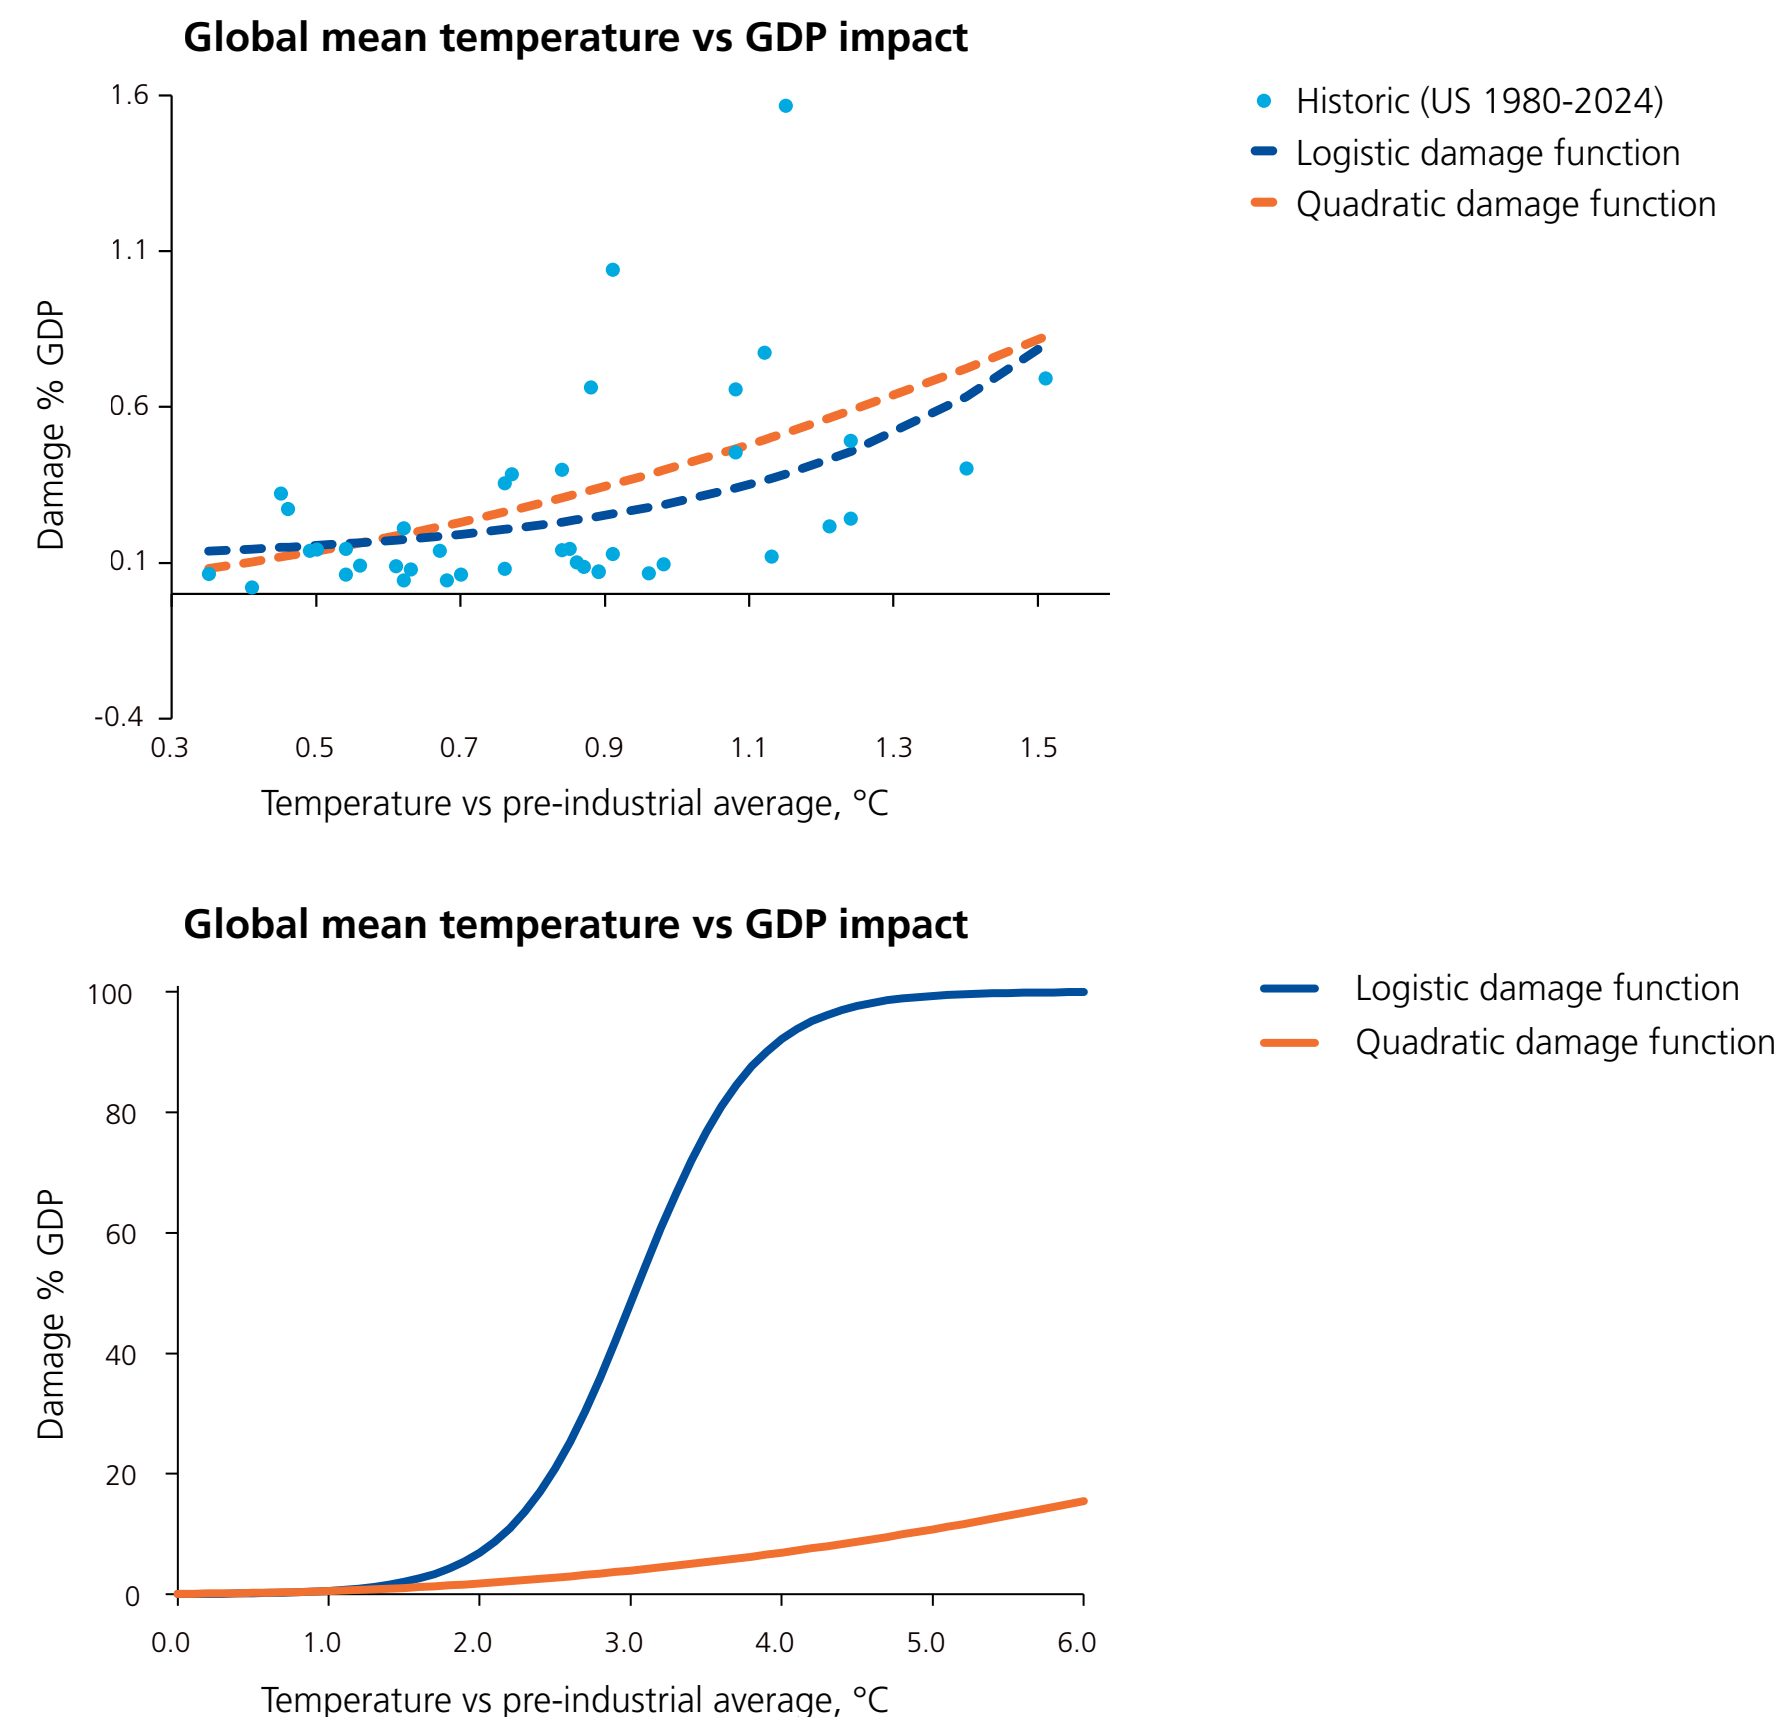 Global mean temperature vs GDP impact
Historic (US 1980-2024)
Logistic damage function
Quadratic damage function
Damage % GDP
1.6
1.1
0.6
0.1
-0.4
0.3 0.5 0.7 0.9 1.1 1.3 1.5
Temperature vs pre-industrial average, °C
Global mean temperature vs GDP impact
Logistic damage function
Quadratic damage function
Damage % GDP
100
80
60
40
20
0
0.0 1.0 2.0 3.0 4.0 5.0 6.0
Temperature vs pre-industrial average, °C